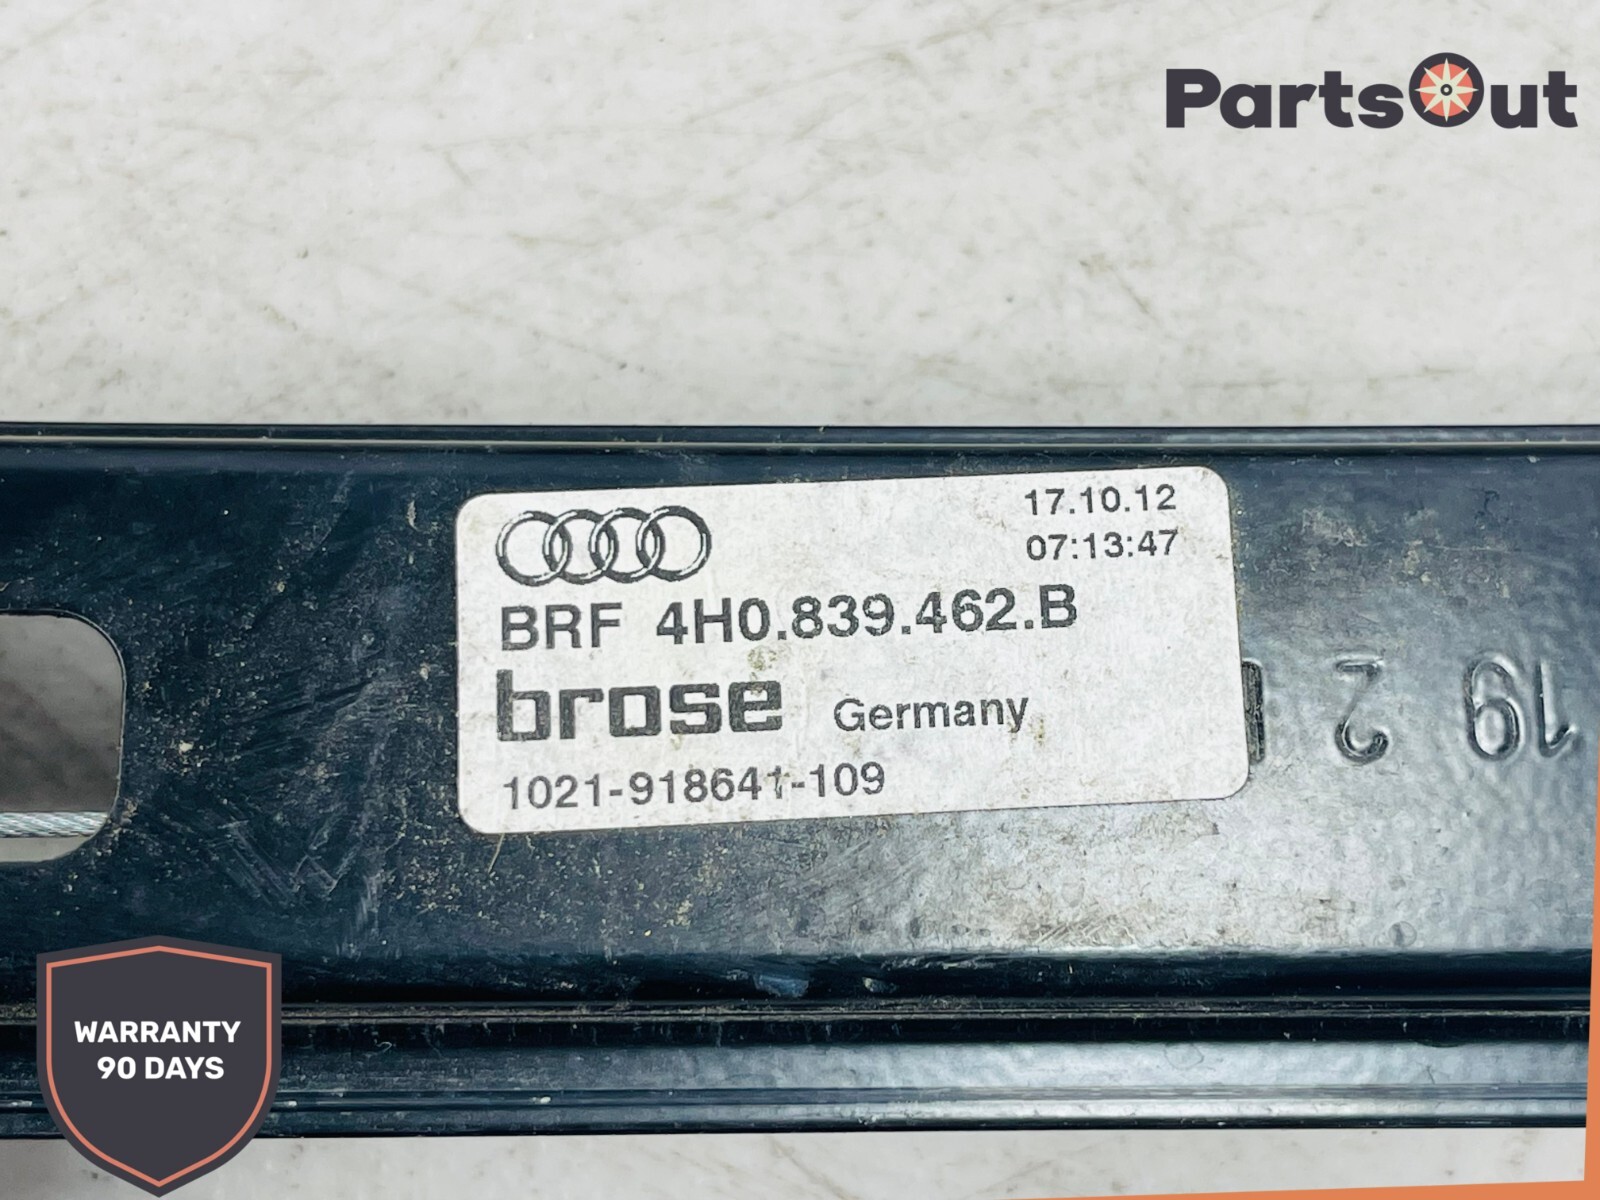 PartsOut
17.10.12
07:13:47
BRF 4H0.839.462.B
brose Germany
1021-918641-109
19 2
WARRANTY
90 DAYS